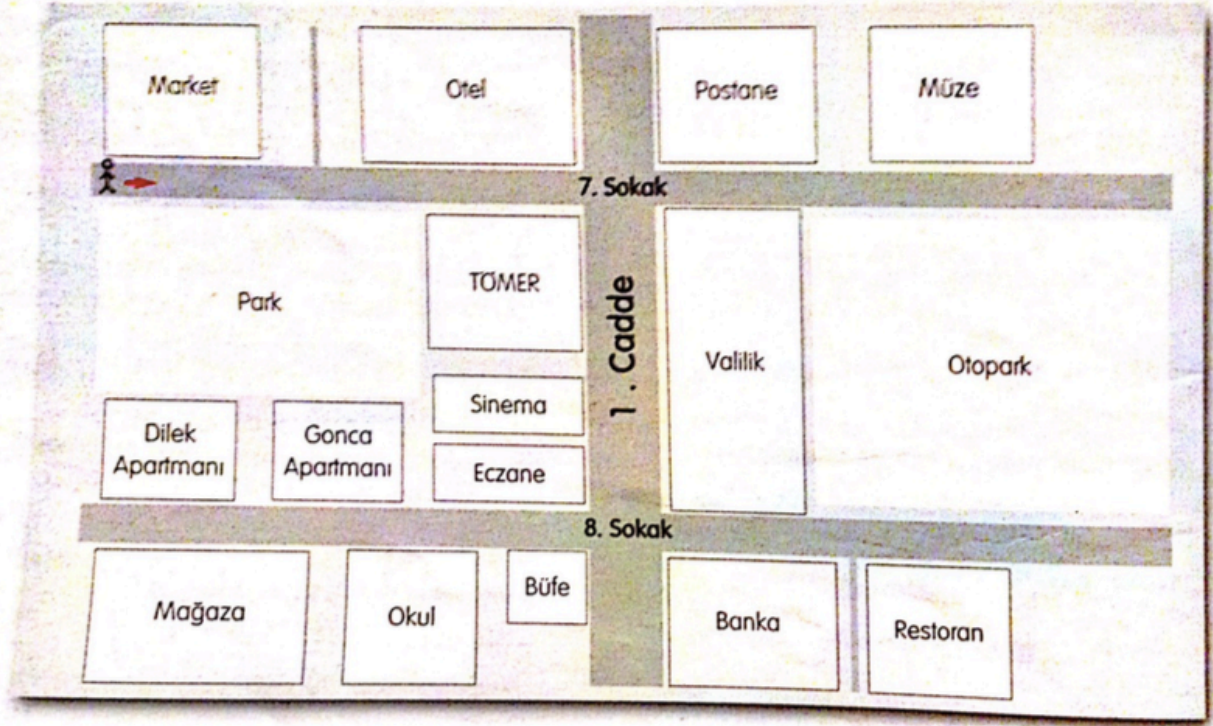 Market
Otel
Postane
Müze
7. Sokak
Park
TÖMER
1. Cadde
Valilik
Otopark
Sinema
Dilek
Apartmanı
Gonca
Apartmanı
Eczane
8. Sokak
Mağaza
Okul
Büfe
Banka
Restoran